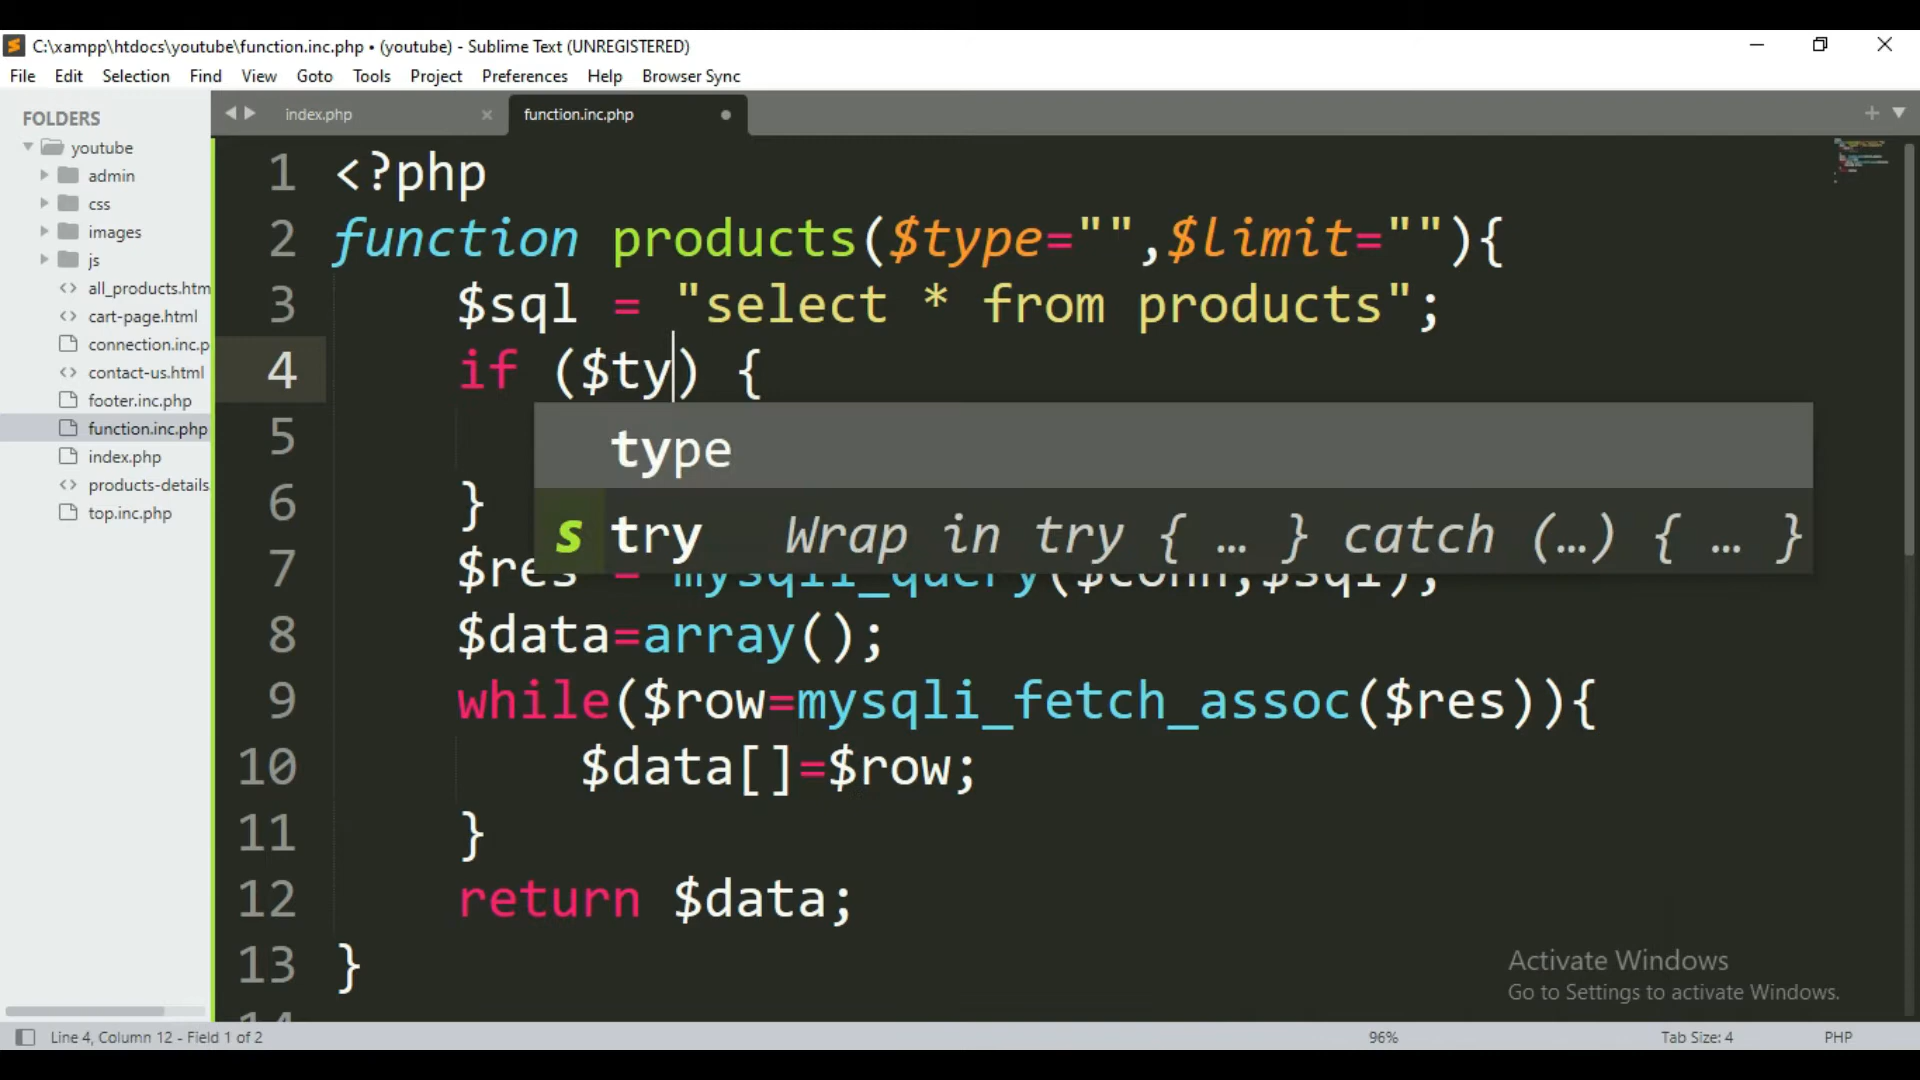 C:\xampp\htdocs\youtube\function.inc.php • (youtube) - Sublime Text (UNREGISTERED)
File Edit Selection Find View Goto Tools Project Preferences Help Browser Sync
FOLDERS
youtube
admin
css
images
js
all_products.htm
cart-page.html
connection.inc.p
contact-us.html
footer.inc.php
function.inc.php
index.php
products-details
top.inc.php
index.php × function.inc.php
1 <?php
2 function products($type="",$limit=""){
3 $sql = "select * from products";
4 if ($ty) {
5
type
s try Wrap in try { … } catch (…) { … }
6 }
7 $res = mysqli_query($conn,$sql);
8 $data=array();
9 while($row=mysqli_fetch_assoc($res)){
10 $data[]=$row;
11 }
12 return $data;
13 }
14
Activate Windows
Go to Settings to activate Windows.
Line 4, Column 12 - Field 1 of 2 96% Tab Size: 4 PHP